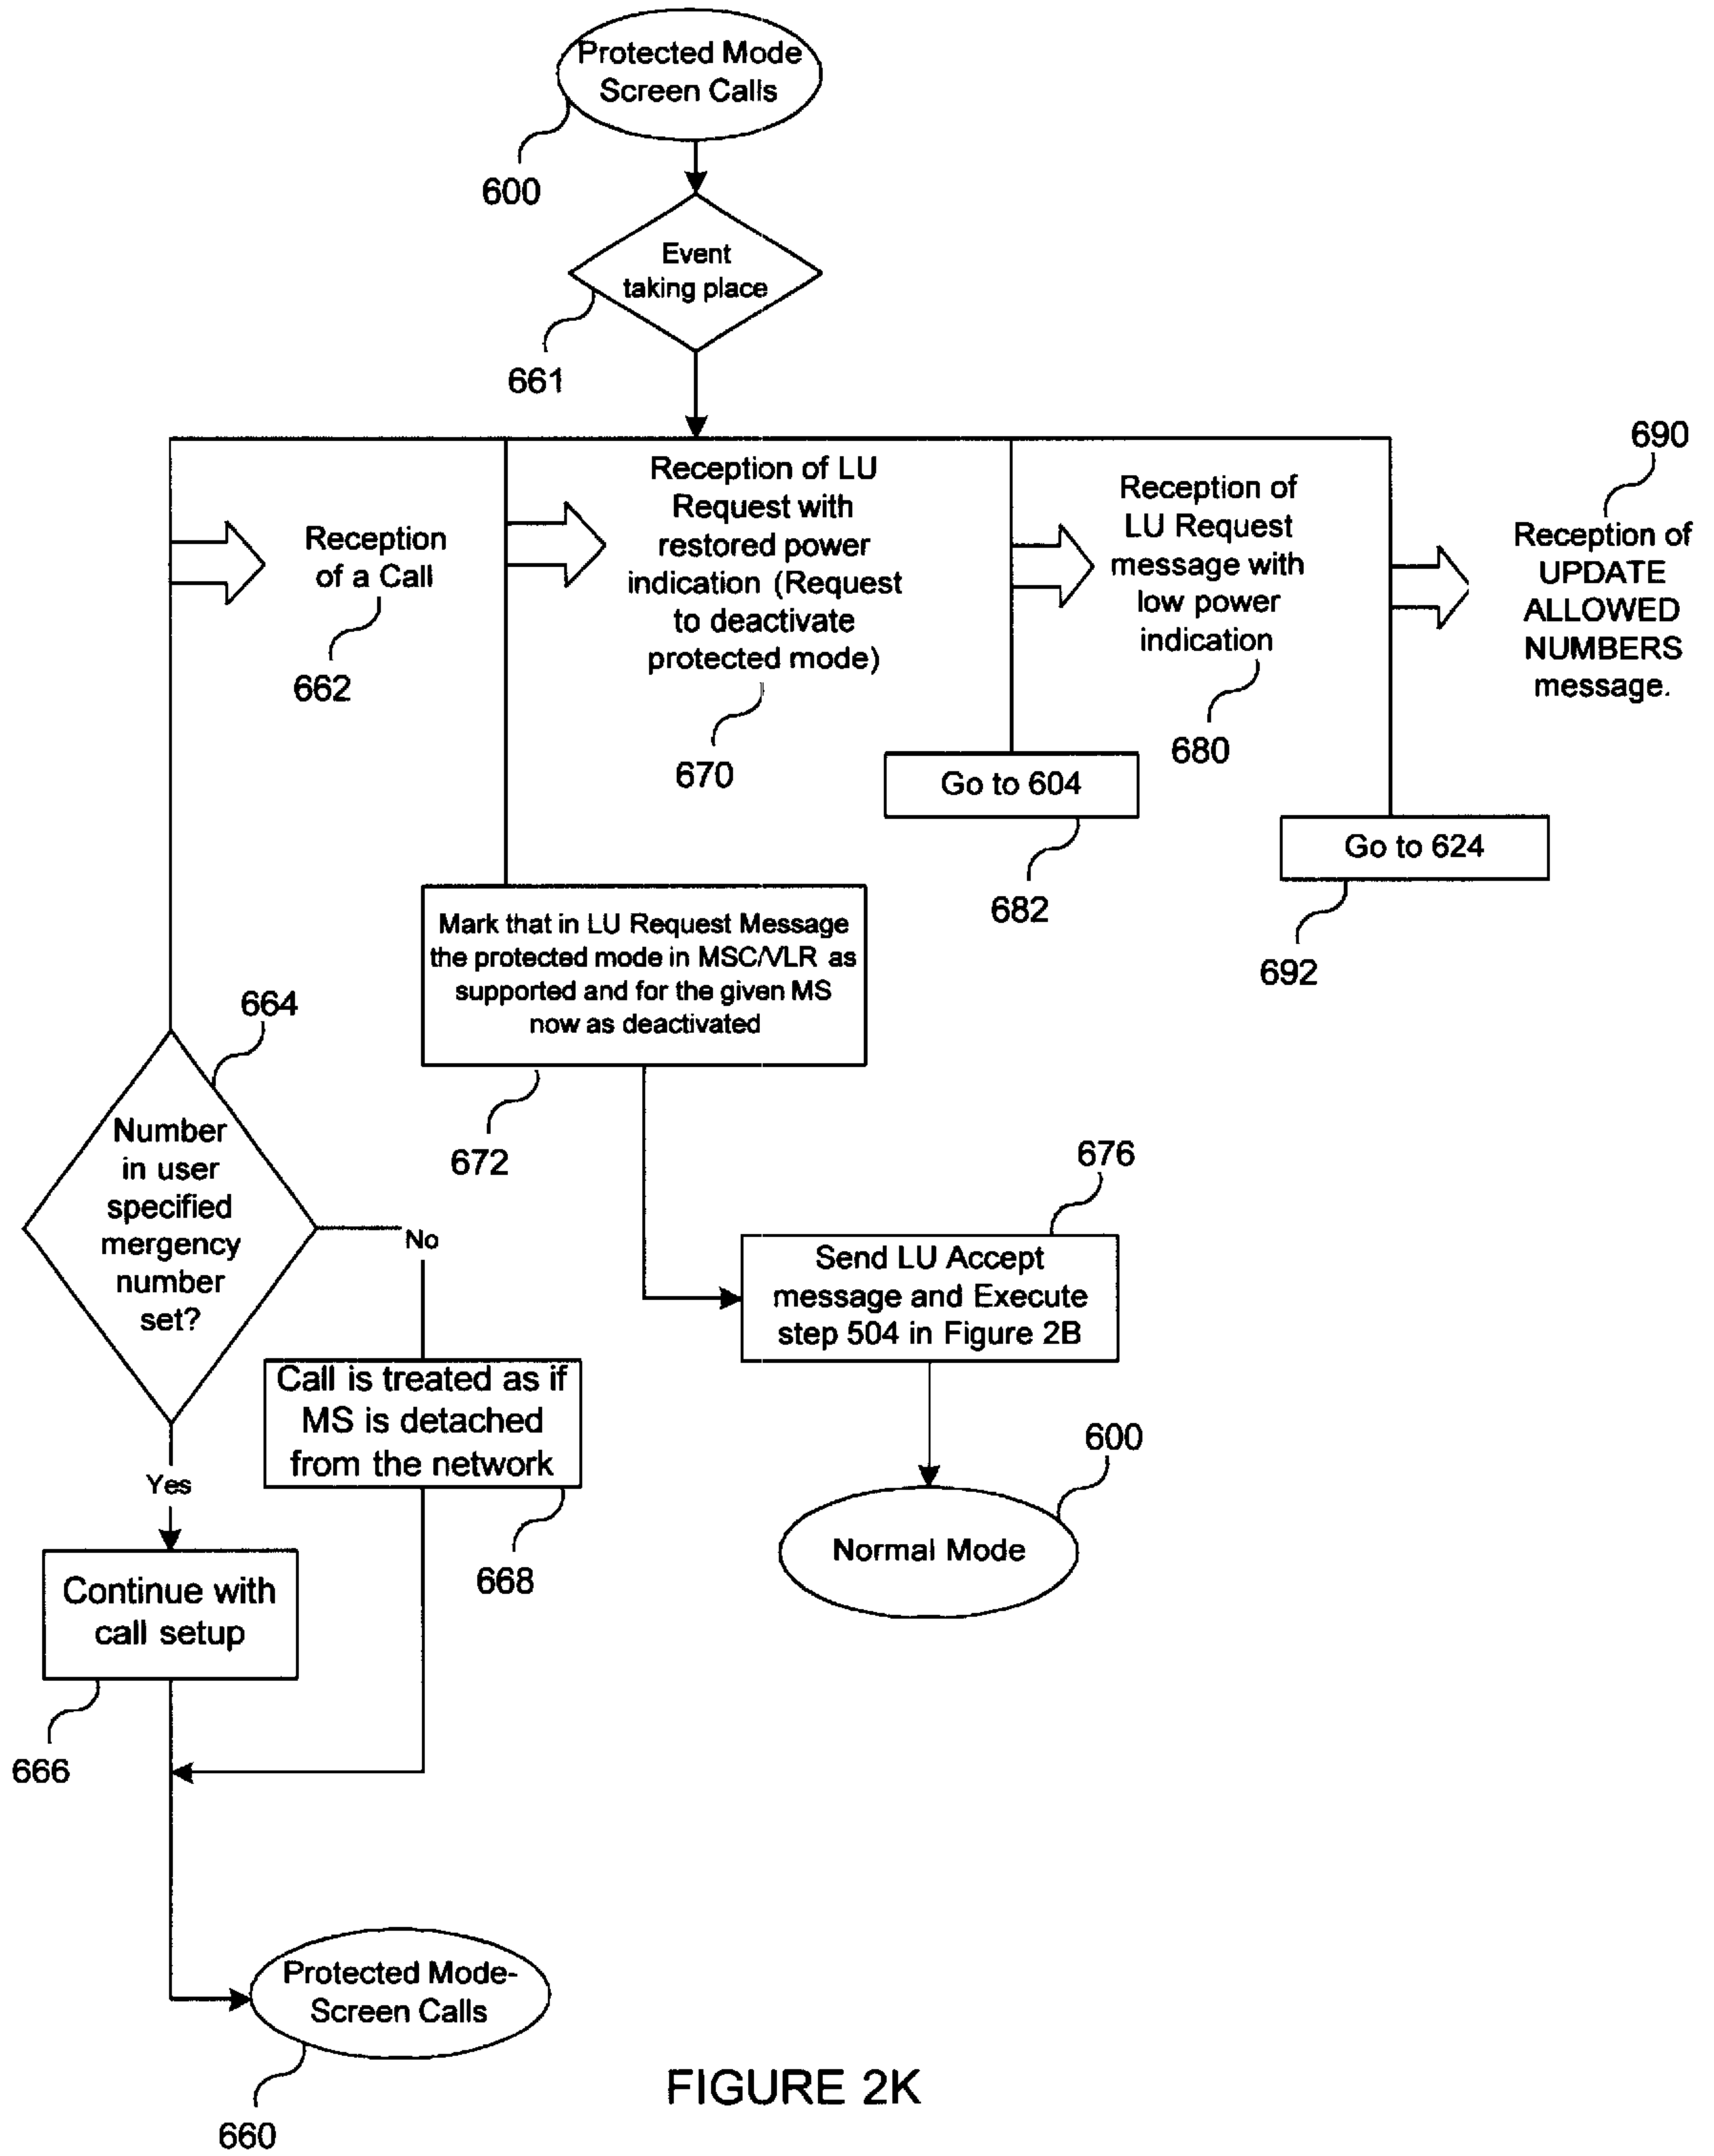 Protected Mode
Screen Calls
600
Event
taking place
661
Reception
of a Call
662
Reception of LU
Request with
restored power
indication (Request
to deactivate
protected mode)
670
Reception of
LU Request
message with
low power
indication
680
690
Reception of
UPDATE
ALLOWED
NUMBERS
message.
Go to 604
682
Go to 624
692
Mark that in LU Request Message
the protected mode in MSC/VLR as
supported and for the given MS
now as deactivated
672
664
Number
in user
specified
mergency
number
set?
No
Yes
676
Send LU Accept
message and Execute
step 504 in Figure 2B
Call is treated as if
MS is detached
from the network
668
600
Normal Mode
Continue with
call setup
666
Protected Mode-
Screen Calls
660
FIGURE 2K